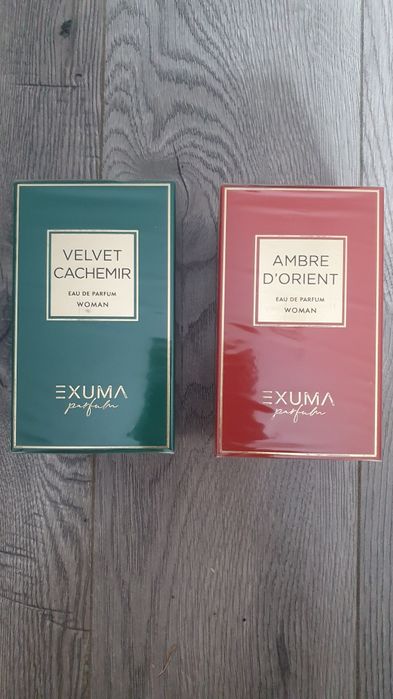 VELVET
CACHEMIR
EAU DE PARFUM
WOMAN
EXUMA
parfum
AMBRE
D'ORIENT
EAU DE PARFUM
WOMAN
EXUMA
parfum